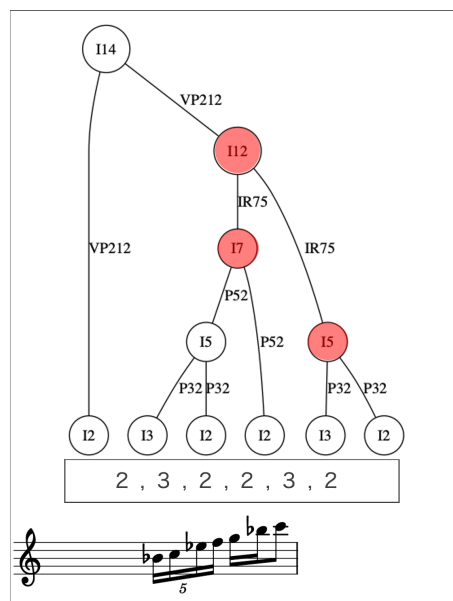 I14
VP212
I12
IR75
I7
VP212 IR75
P52
I5 P52 I5
P32 P32 P32 P32
I2 I3 I2 I2 I3 I2
2 , 3 , 2 , 2 , 3 , 2
5